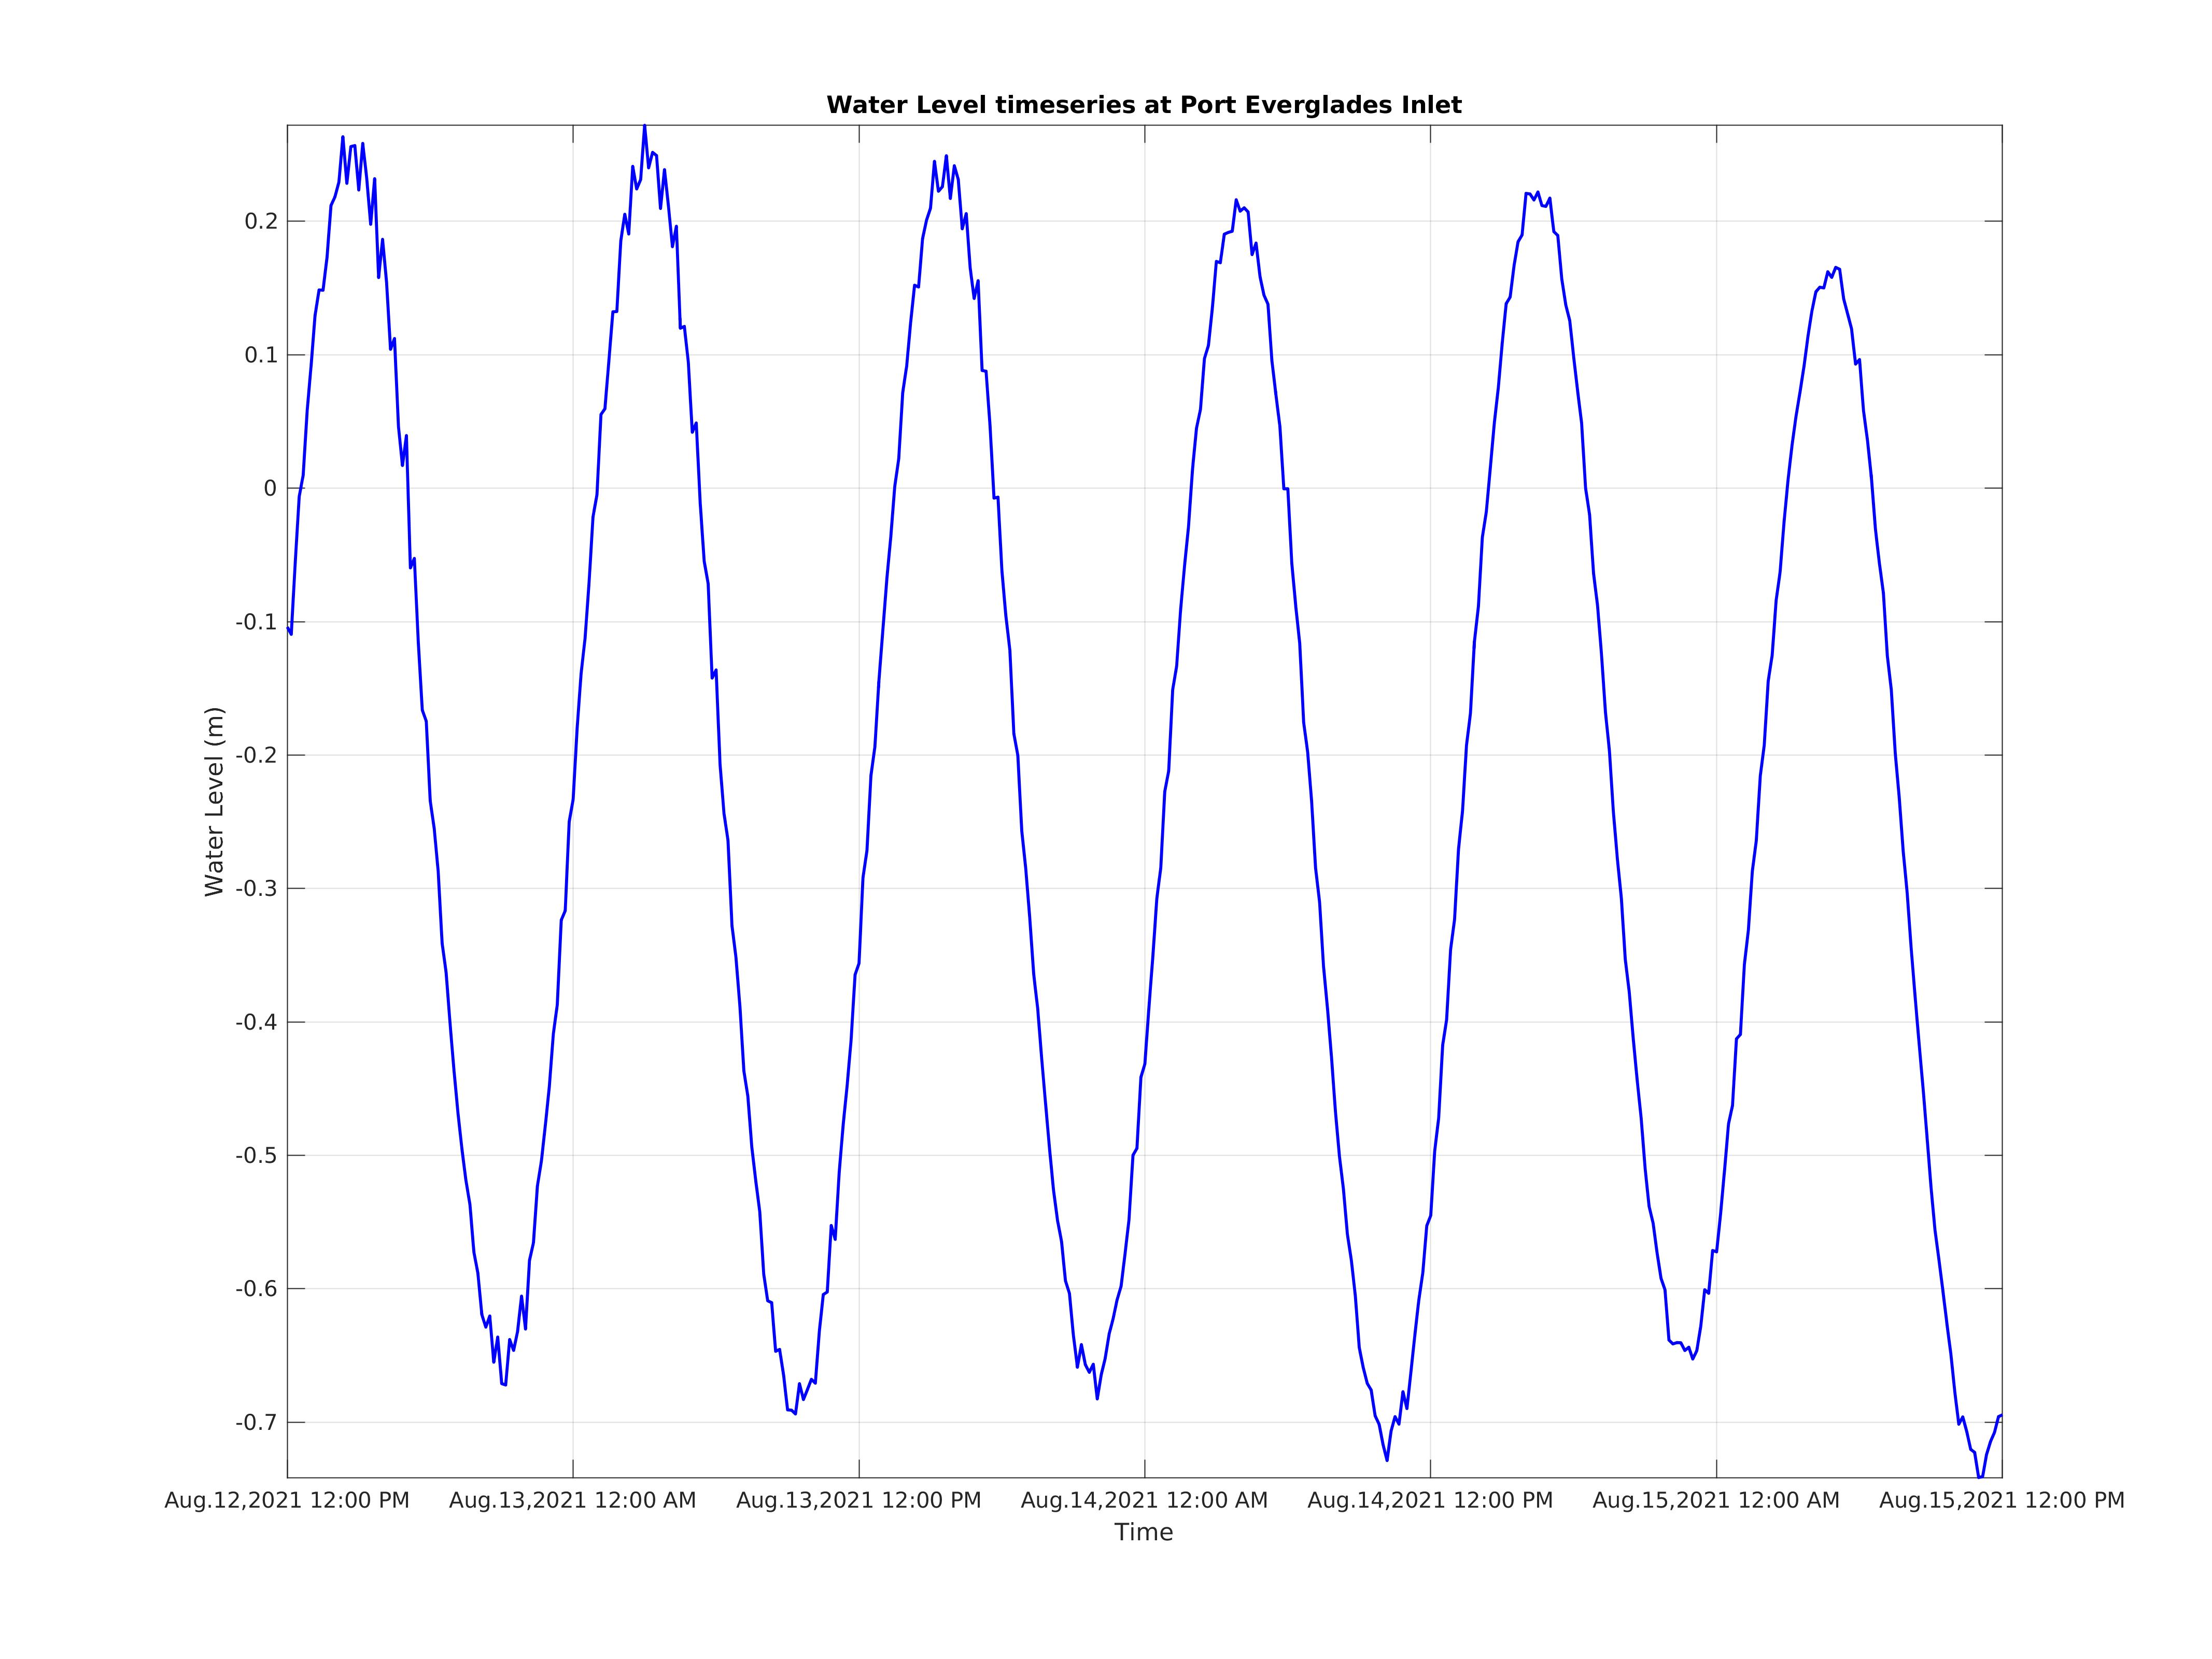 Water Level timeseries at Port Everglades Inlet
0.2
0.1
0
-0.1
-0.2
-0.3
-0.4
-0.5
-0.6
-0.7
Water Level (m)
Aug.12,2021 12:00 PM Aug.13,2021 12:00 AM Aug.13,2021 12:00 PM Aug.14,2021 12:00 AM Aug.14,2021 12:00 PM Aug.15,2021 12:00 AM Aug.15,2021 12:00 PM
Time